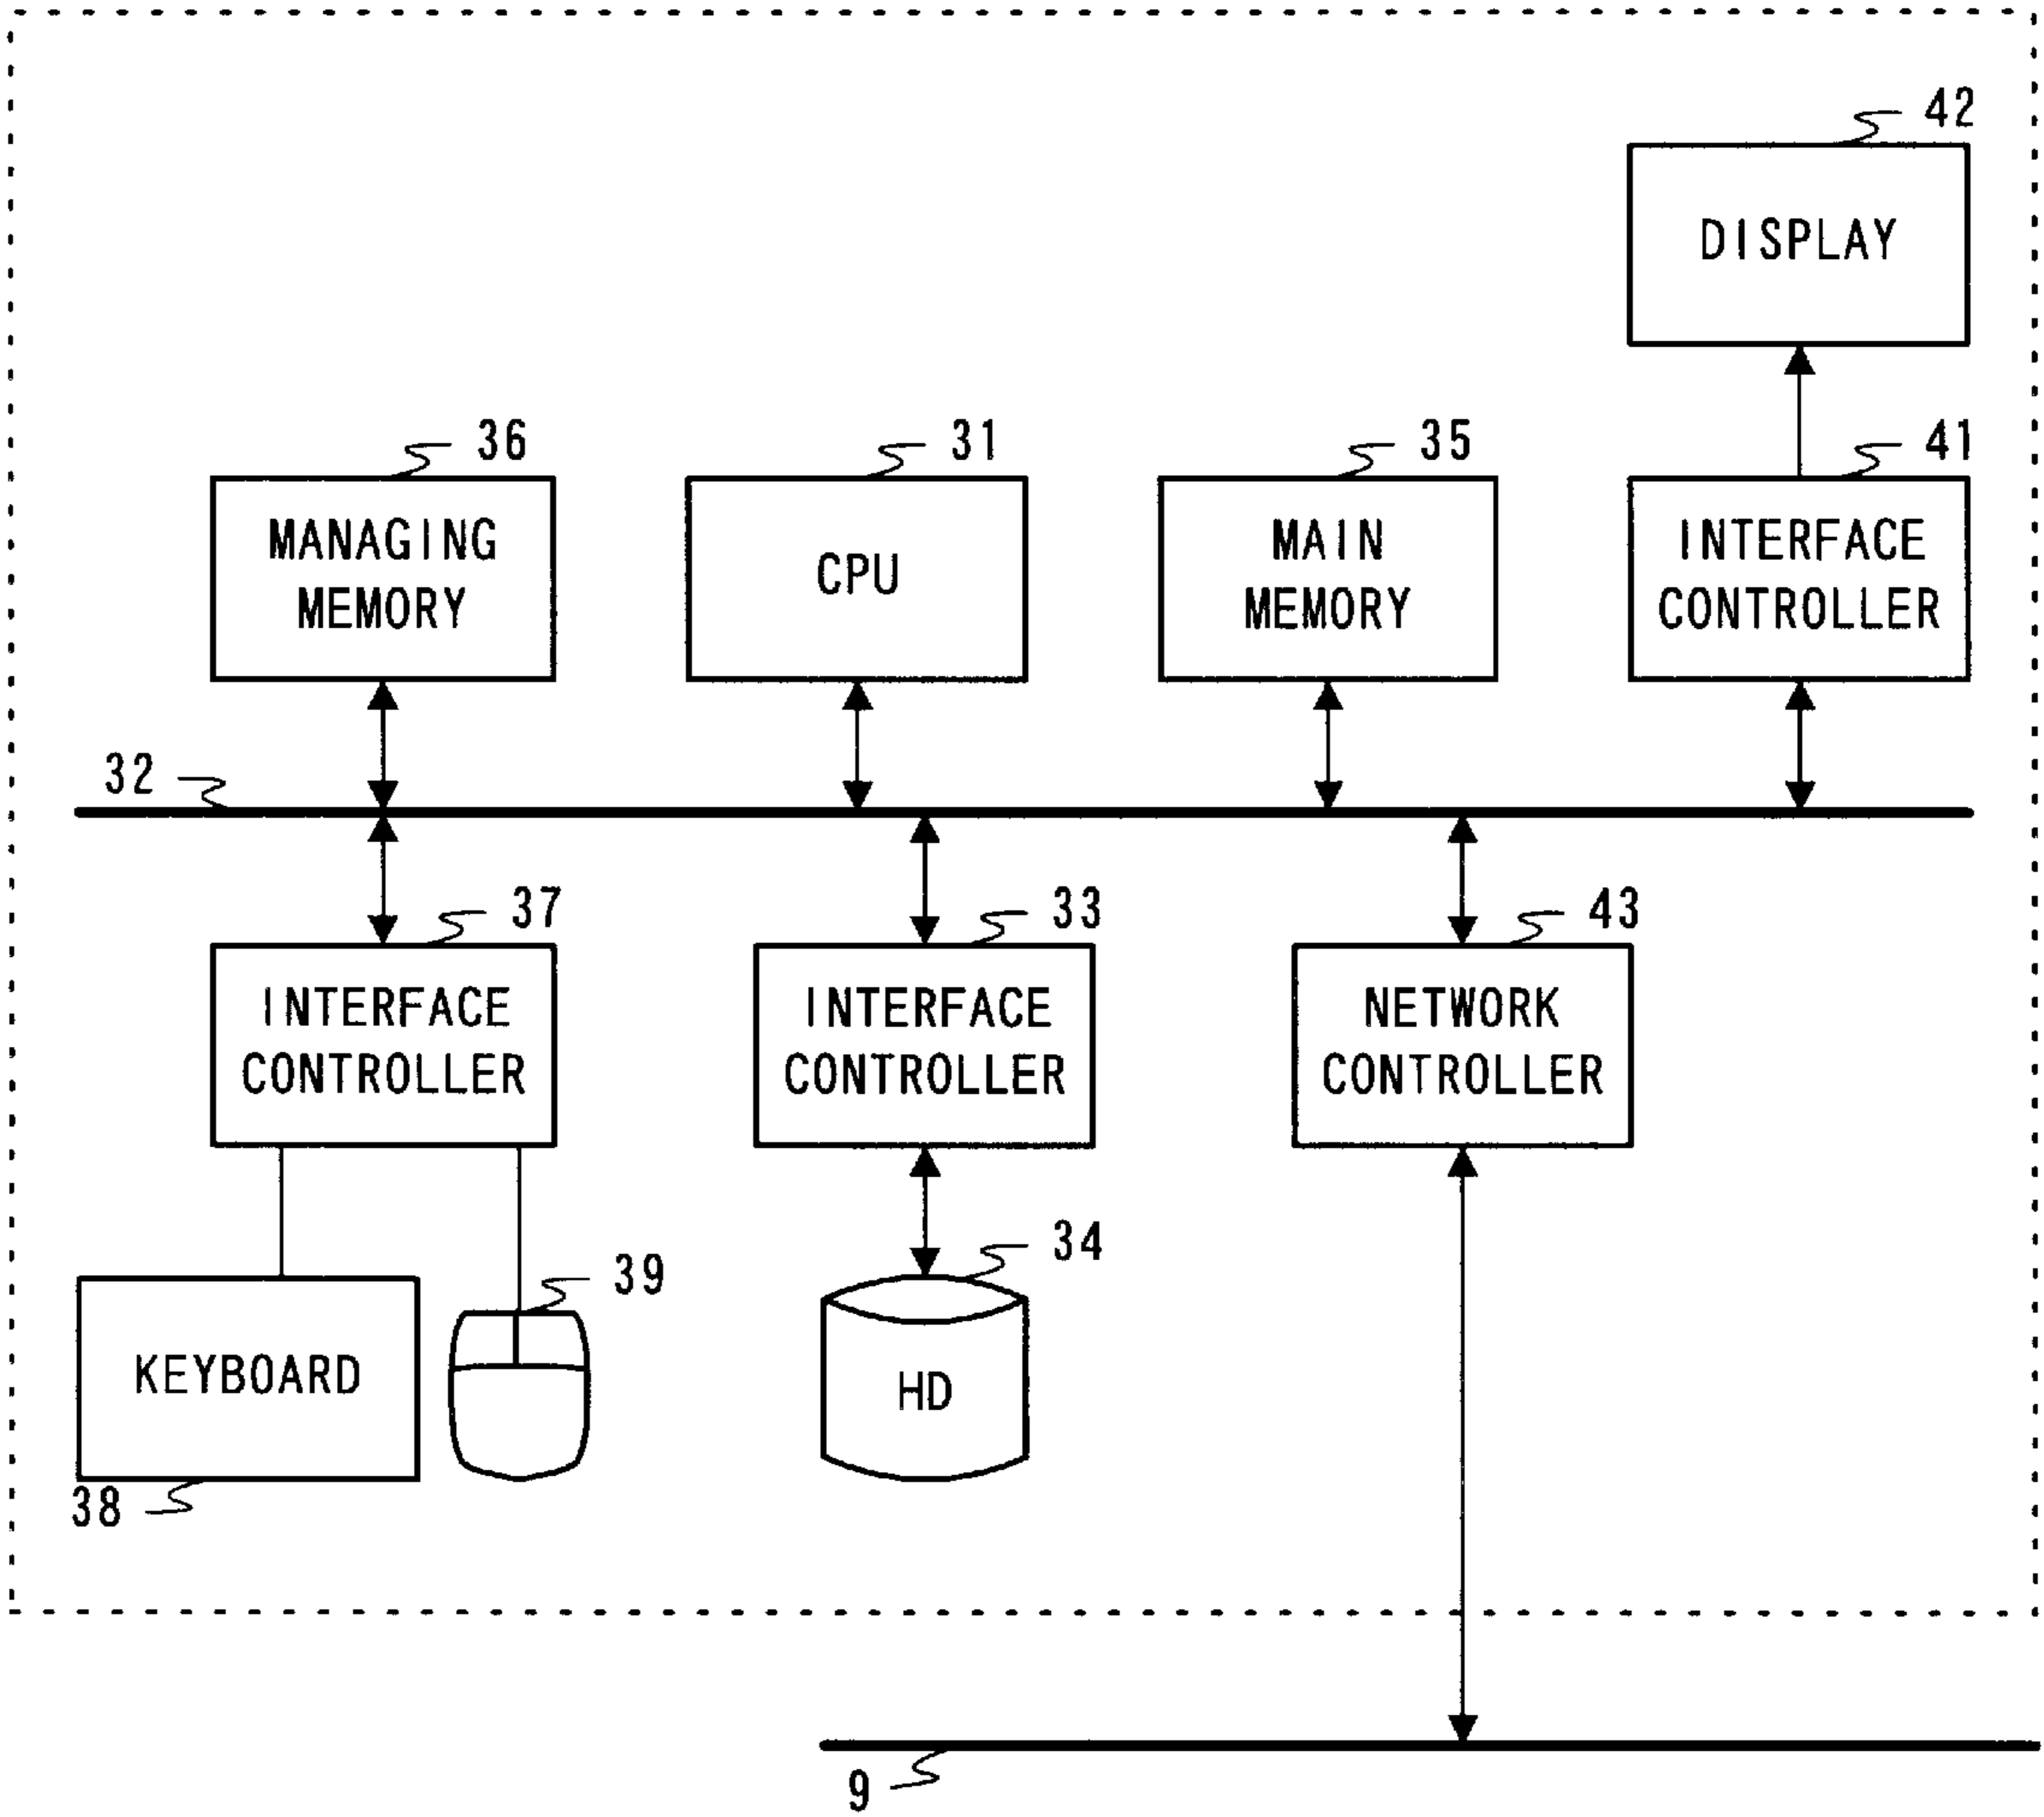 42
DISPLAY
36
31
35
41
MANAGING
MEMORY
CPU
MAIN
MEMORY
INTERFACE
CONTROLLER
32
37
33
43
INTERFACE
CONTROLLER
INTERFACE
CONTROLLER
NETWORK
CONTROLLER
39
34
KEYBOARD
HD
38
9